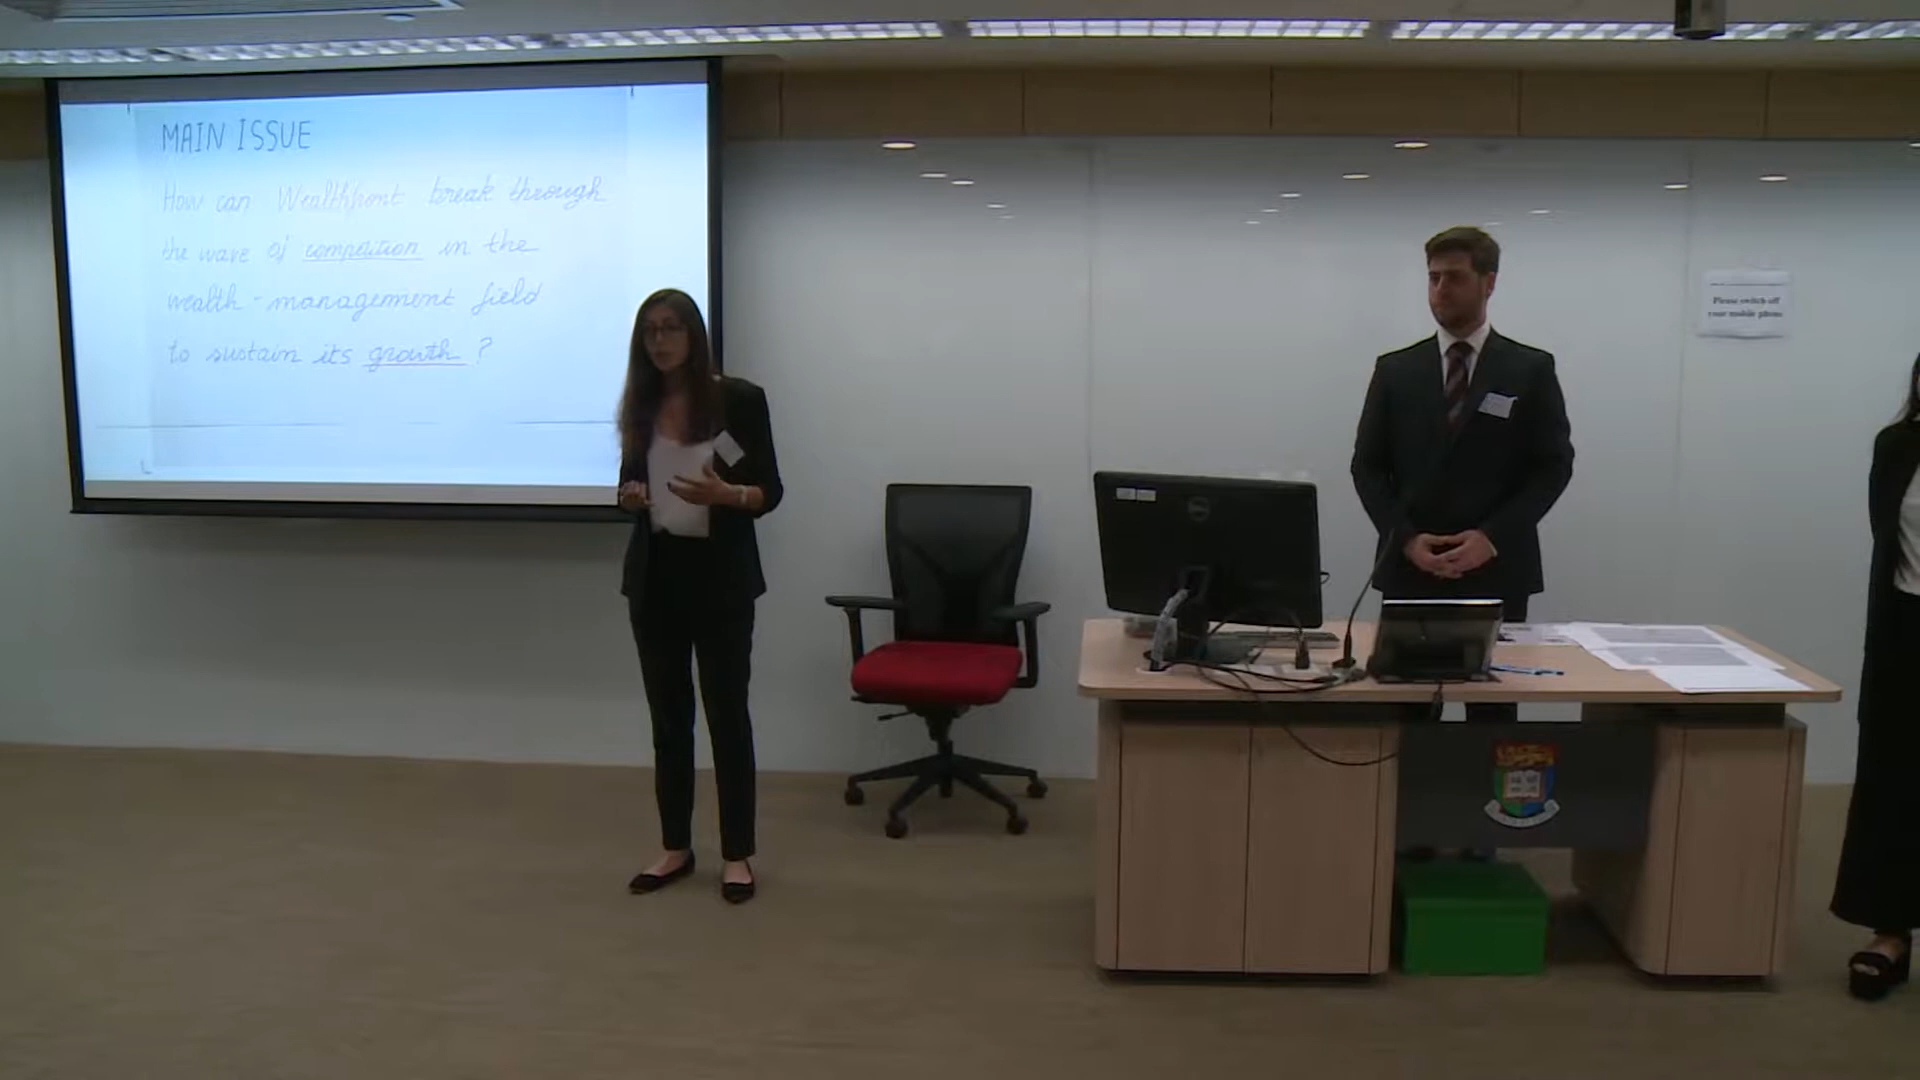 MAIN ISSUE
How can Wealthfront break through
the wave of competition in the
wealth-management field
to sustain its growth?
Please switch off
your mobile phone
DELL